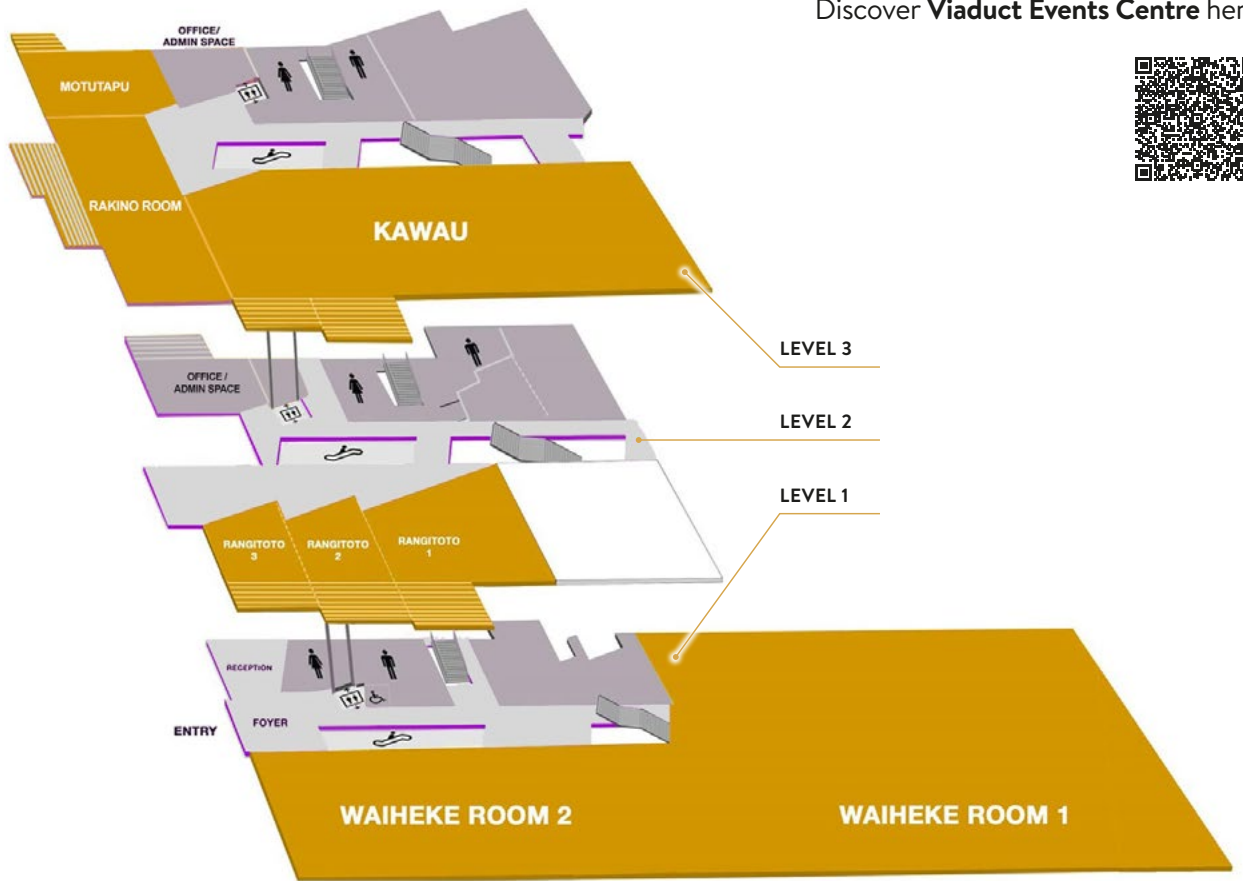 Discover Viaduct Events Centre her
OFFICE/
ADMIN SPACE
MOTUTAPU
RAKINO ROOM
KAWAU
LEVEL 3
OFFICE /
ADMIN SPACE
LEVEL 2
LEVEL 1
RANGITOTO
3
RANGITOTO
2
RANGITOTO
1
RECEPTION
ENTRY
FOYER
WAIHEKE ROOM 2
WAIHEKE ROOM 1